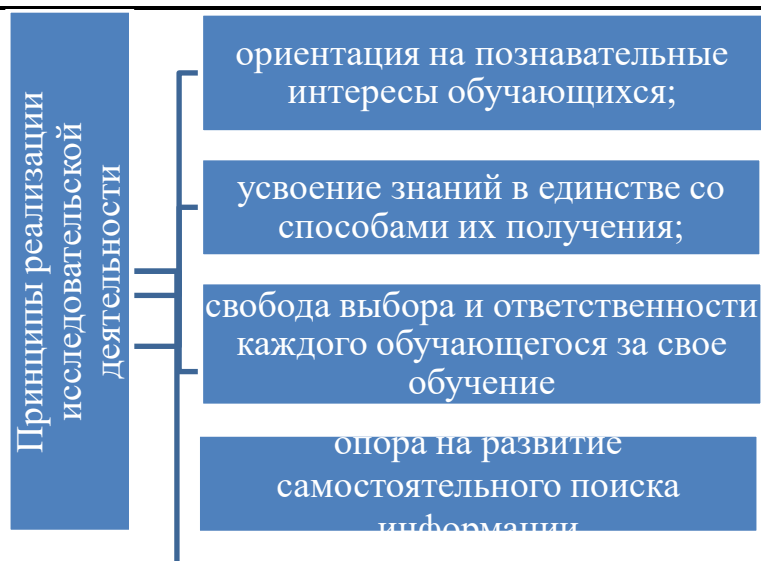 Принципы реализации
исследовательской
деятельности
ориентация на познавательные
интересы обучающихся;
усвоение знаний в единстве со
способами их получения;
свобода выбора и ответственности
каждого обучающегося за свое
обучение
опора на развитие
самостоятельного поиска
информации